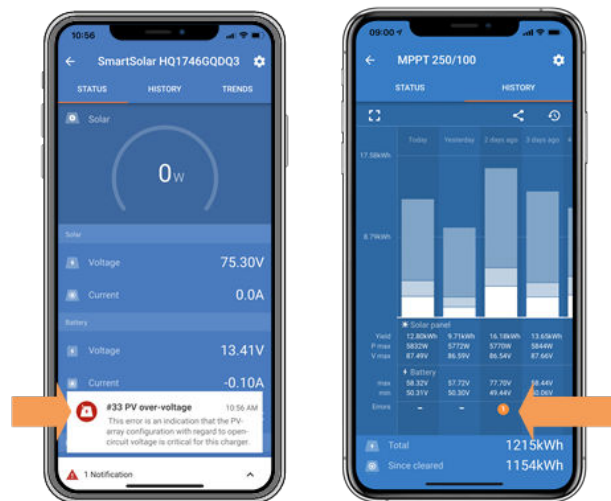 10:56
SmartSolar HQ1746GQDQ3
STATUS HISTORY TRENDS
Solar
0W
Solar
Voltage 75.30V
Current 0.0A
Battery
Voltage 13.41V
Current -0.10A
#33 PV over-voltage 10:56 AM
This error is an indication that the PV-
array configuration with regard to open-
circuit voltage is critical for this charger.
1 Notification
09:00
MPPT 250/100
STATUS HISTORY
Today Yesterday 2 days ago 3 days ago 4
17.58kWh
8.79kWh
Solar panel
Yield 12.80kWh 9.71kWh 16.18kWh 13.65kWh
P max 5832W 5772W 5770W 5844W
V max 87.49V 86.59V 86.54V 87.66V
Battery
max 58.32V 57.72V 77.70V 58.44V
min 50.31V 50.30V 49.44V 50.06V
Errors – – 1
Total 1215kWh
Since cleared 1154kWh